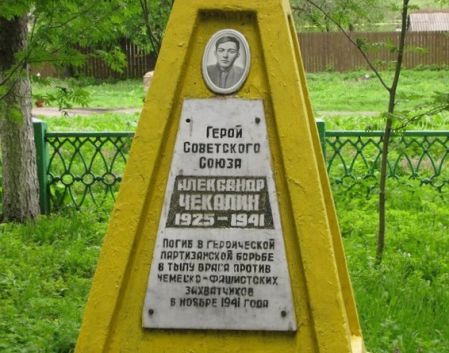 Герой
Советского
Союза
Александр
Чекалин
1925-1941
Погиб в героической
партизанской борьбе
в тылу врага против
немецко-фашистских
захватчиков
в ноябре 1941 года